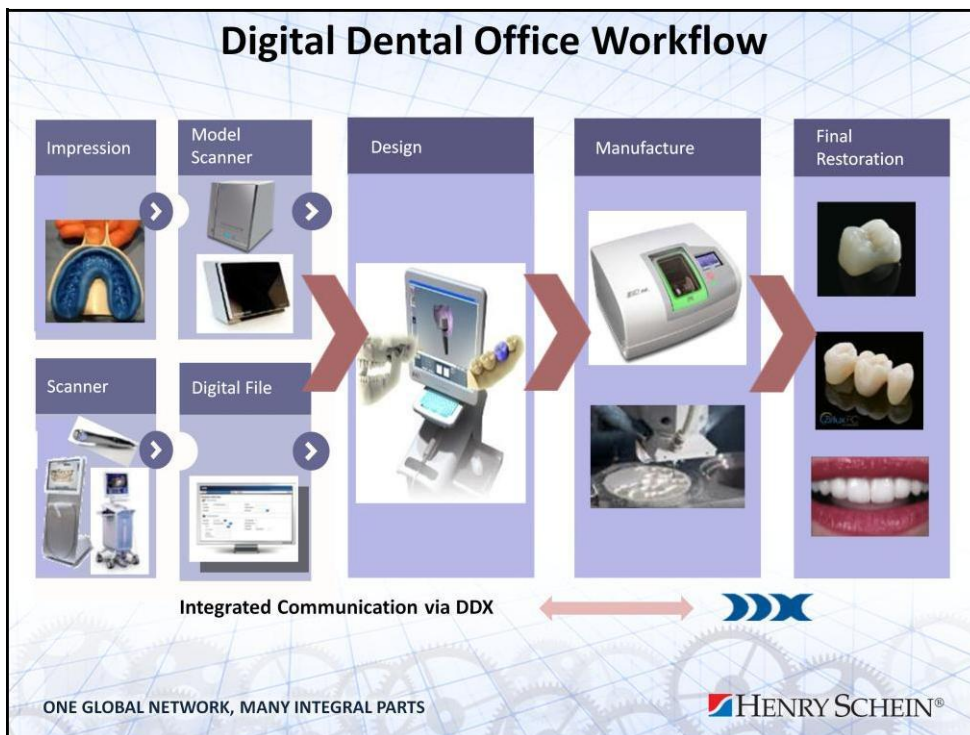 Digital Dental Office Workflow
Impression
Model
Scanner
Design
Manufacture
Final
Restoration
Scanner
Digital File
Integrated Communication via DDX
DDX
ONE GLOBAL NETWORK, MANY INTEGRAL PARTS
HENRY SCHEIN®